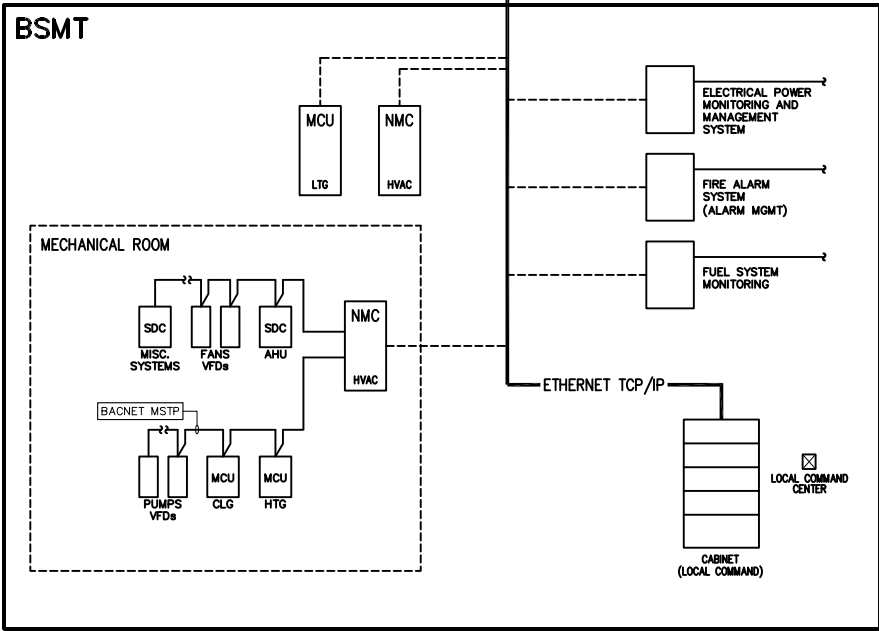 BSMT
MCU
LTG
NMC
HVAC
ELECTRICAL POWER
MONITORING AND
MANAGEMENT
SYSTEM
FIRE ALARM
SYSTEM
(ALARM MGMT)
FUEL SYSTEM
MONITORING
MECHANICAL ROOM
SDC
MISC.
SYSTEMS
FANS
VFDs
SDC
AHU
NMC
HVAC
BACNET MSTP
PUMPS
VFDs
MCU
CLG
MCU
HTG
ETHERNET TCP/IP
LOCAL COMMAND
CENTER
CABINET
(LOCAL COMMAND)